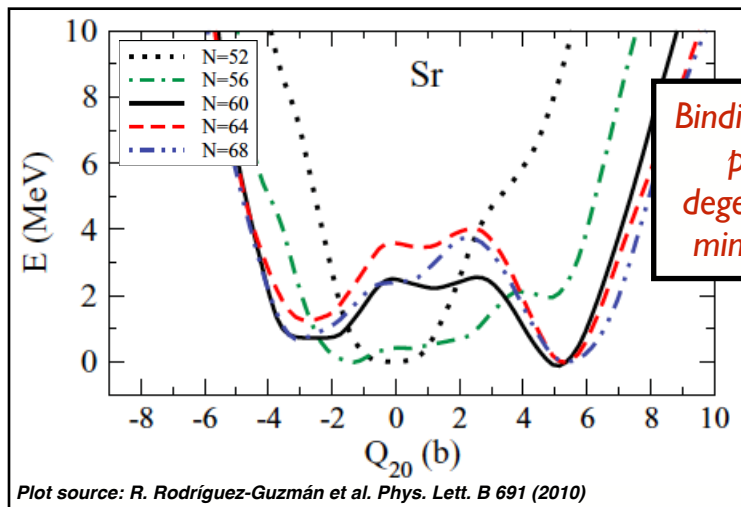 10
8
6
4
2
0
E (MeV)
N=52
N=56
N=60
N=64
N=68
Sr
-8 -6 -4 -2 0 2 4 6 8 10
Q20 (b)
Plot source: R. Rodríguez-Guzmán et al. Phys. Lett. B 691 (2010)